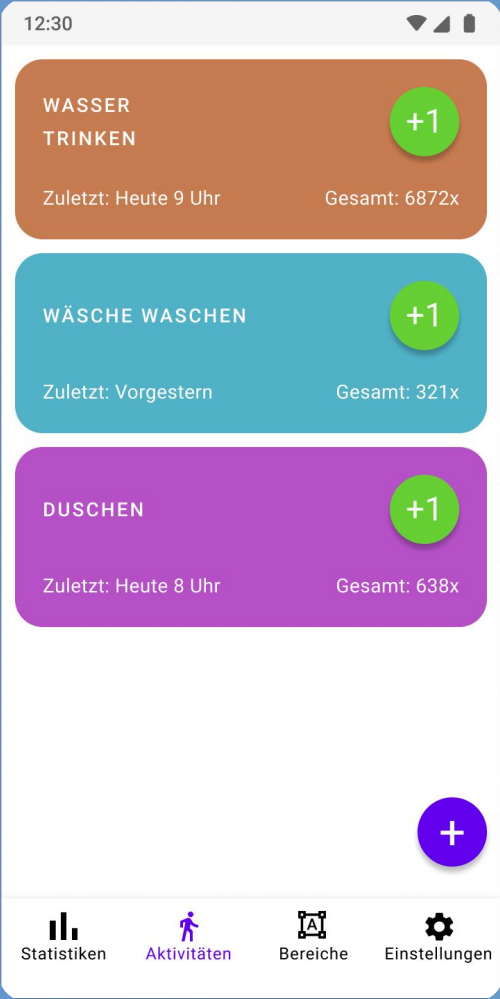 12:30
WASSER
TRINKEN
+1
Zuletzt: Heute 9 Uhr
Gesamt: 6872x
WÄSCHE WASCHEN
+1
Zuletzt: Vorgestern
Gesamt: 321x
DUSCHEN
+1
Zuletzt: Heute 8 Uhr
Gesamt: 638x
+
A
Statistiken
Aktivitäten
Bereiche
Einstellungen